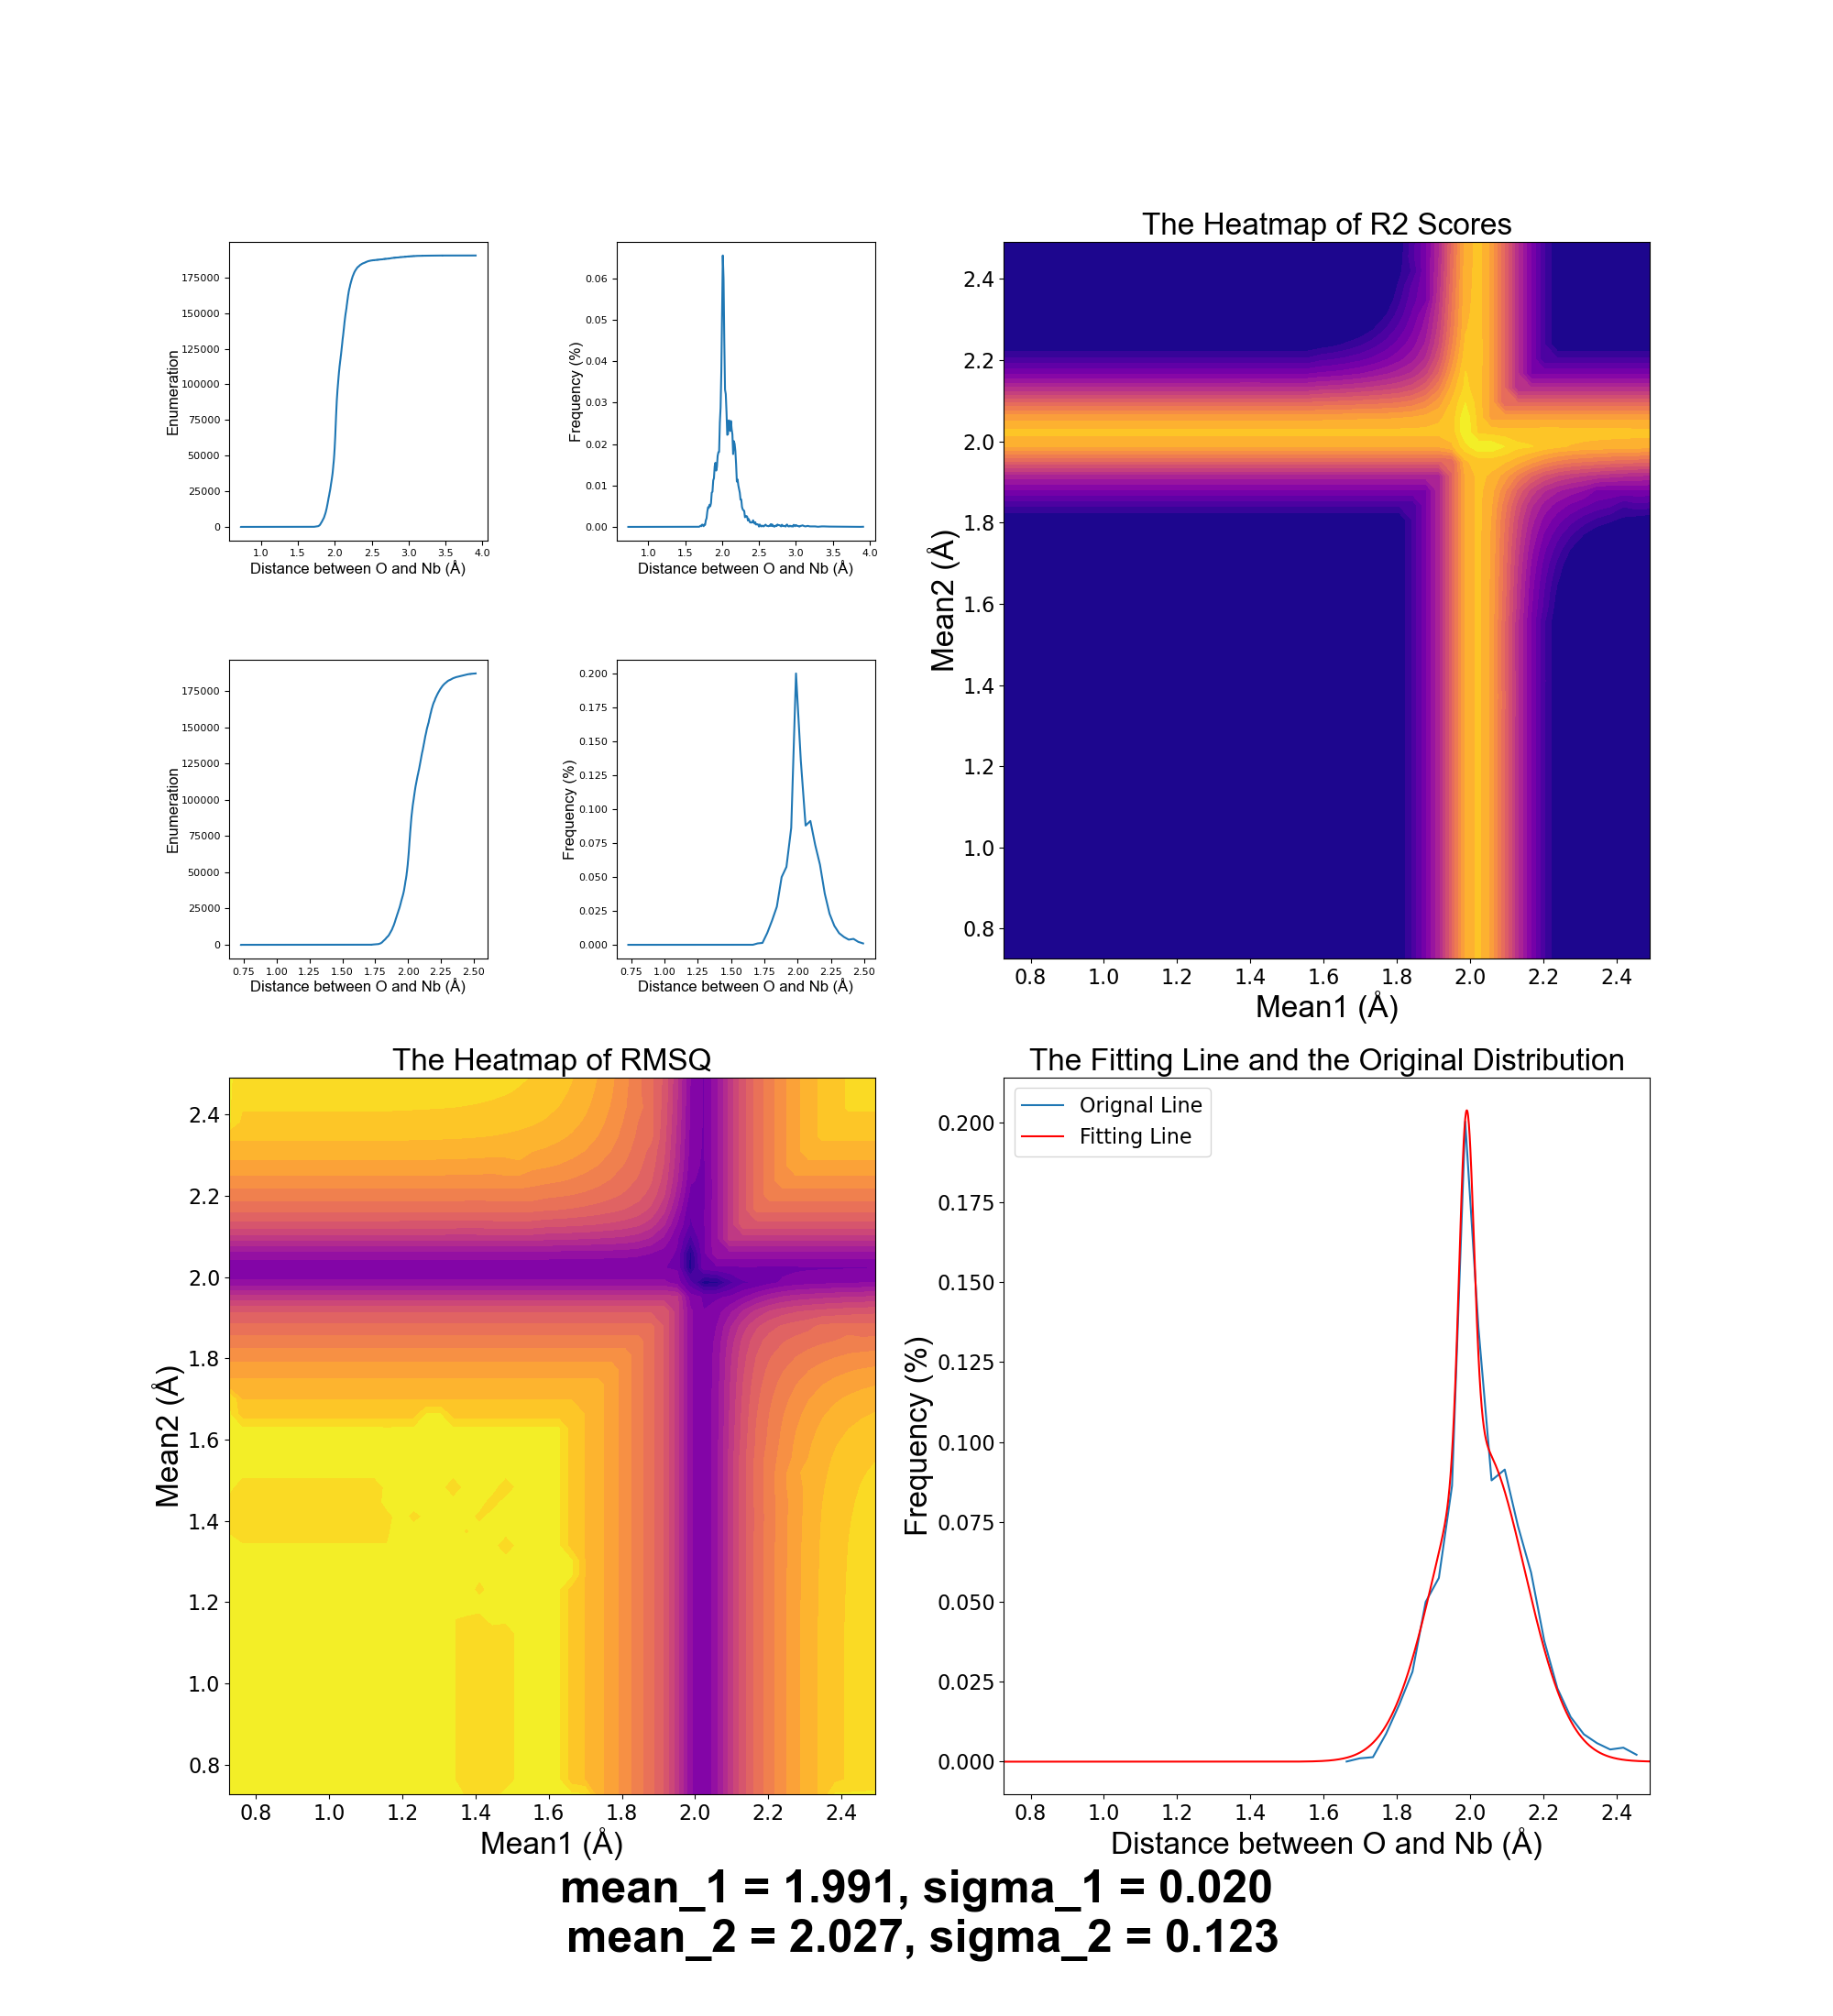 175000
150000
125000
100000
75000
50000
25000
0
Enumeration
1.0 1.5 2.0 2.5 3.0 3.5 4.0
Distance between O and Nb (Å)
0.06
0.05
0.04
0.03
0.02
0.01
0.00
Frequency (%)
1.0 1.5 2.0 2.5 3.0 3.5 4.0
Distance between O and Nb (Å)
The Heatmap of R2 Scores
2.4
2.2
2.0
1.8
1.6
1.4
1.2
1.0
0.8
Mean2 (Å)
0.8 1.0 1.2 1.4 1.6 1.8 2.0 2.2 2.4
Mean1 (Å)
175000
150000
125000
100000
75000
50000
25000
0
Enumeration
0.75 1.00 1.25 1.50 1.75 2.00 2.25 2.50
Distance between O and Nb (Å)
0.200
0.175
0.150
0.125
0.100
0.075
0.050
0.025
0.000
Frequency (%)
0.75 1.00 1.25 1.50 1.75 2.00 2.25 2.50
Distance between O and Nb (Å)
The Heatmap of RMSQ
2.4
2.2
2.0
1.8
1.6
1.4
1.2
1.0
0.8
Mean2 (Å)
0.8 1.0 1.2 1.4 1.6 1.8 2.0 2.2 2.4
Mean1 (Å)
The Fitting Line and the Original Distribution
Orignal Line
Fitting Line
0.200
0.175
0.150
0.125
0.100
0.075
0.050
0.025
0.000
Frequency (%)
0.8 1.0 1.2 1.4 1.6 1.8 2.0 2.2 2.4
Distance between O and Nb (Å)
mean_1 = 1.991, sigma_1 = 0.020
mean_2 = 2.027, sigma_2 = 0.123